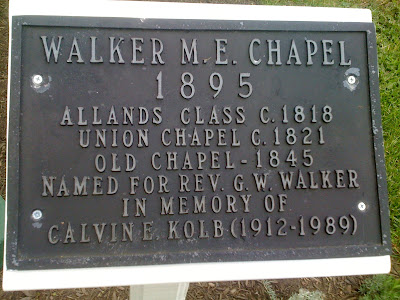 WALKER M.E. CHAPEL
1895
ALLANDS CLASS C.1818
UNION CHAPEL C.1821
OLD CHAPEL-1845
NAMED FOR REV. G.W. WALKER
IN MEMORY OF
CALVIN E. KOLB (1912-1989)